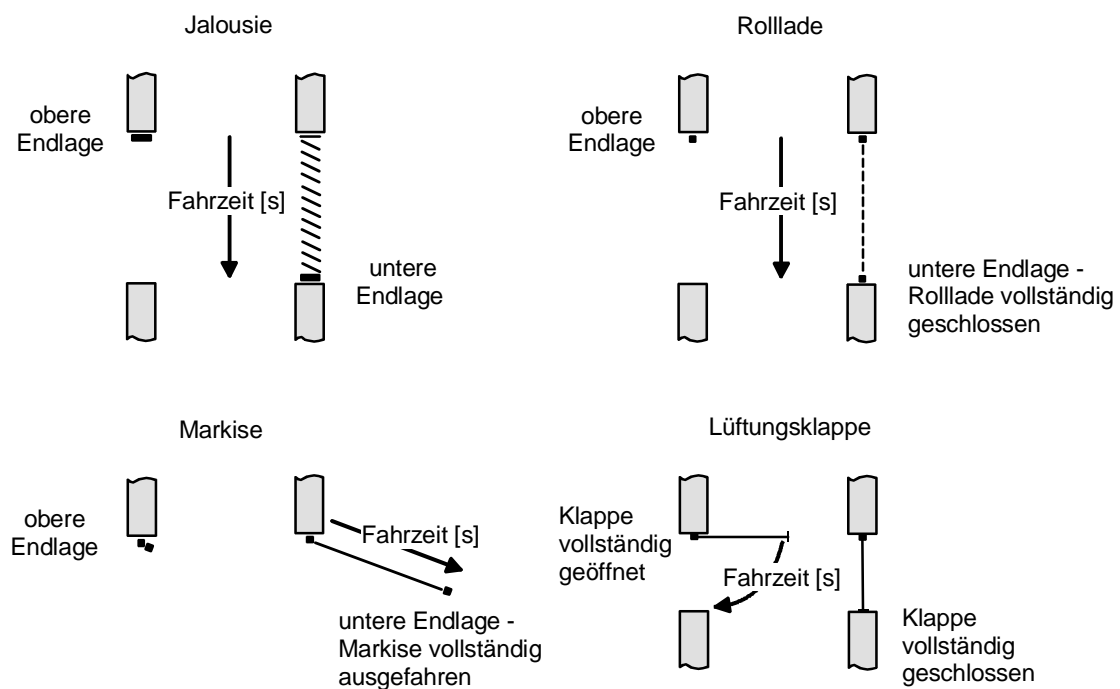 Jalousie
obere
Endlage
Fahrzeit [s]
untere
Endlage
Rolllade
obere
Endlage
Fahrzeit [s]
untere Endlage -
Rolllade vollständig
geschlossen
Markise
obere
Endlage
Fahrzeit [s]
untere Endlage -
Markise vollständig
ausgefahren
Lüftungsklappe
Klappe
vollständig
geöffnet
Fahrzeit [s]
Klappe
vollständig
geschlossen